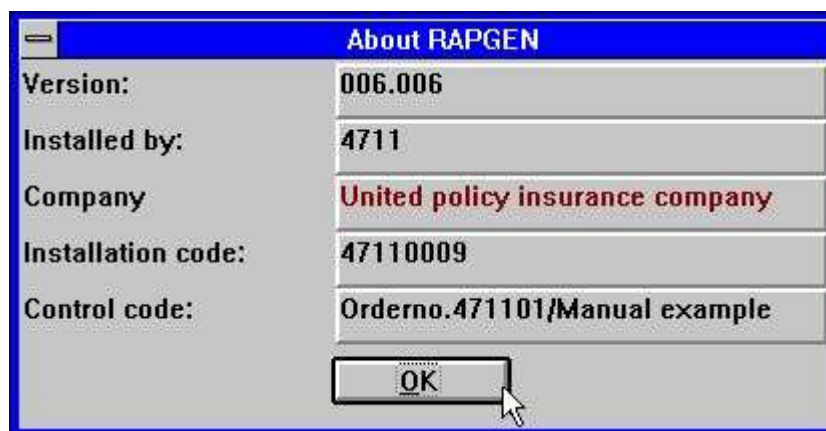 About RAPGEN
Version: 006.006
Installed by: 4711
Company United policy insurance company
Installation code: 47110009
Control code: Orderno.471101/Manual example
OK